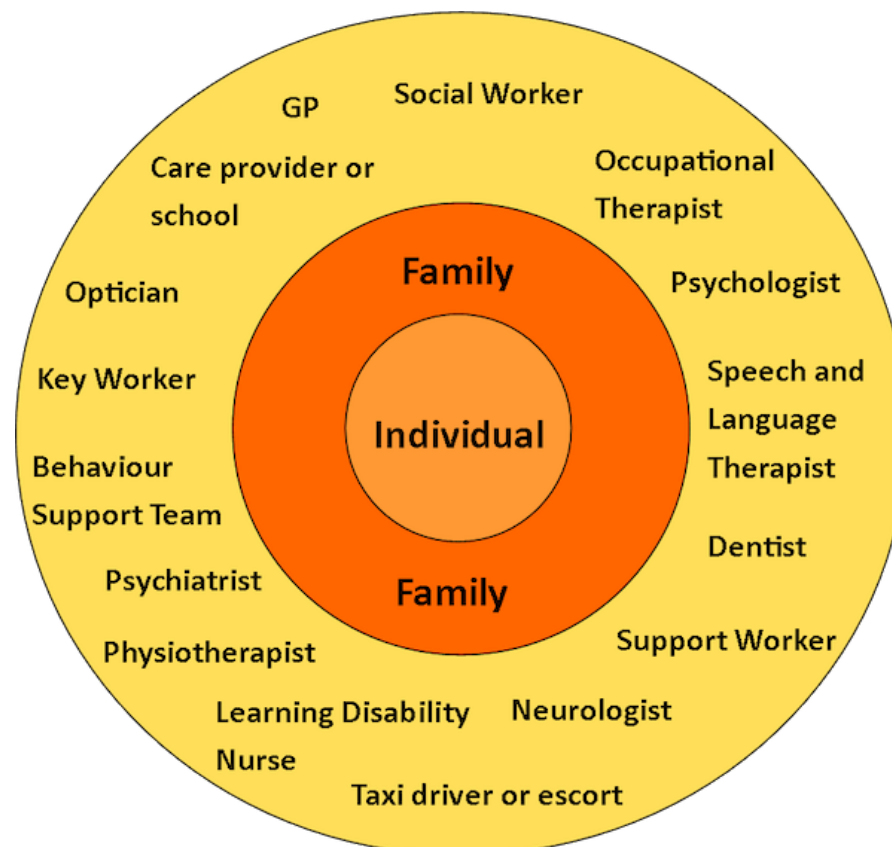 GP
Social Worker
Care provider or
school
Occupational
Therapist
Family
Optician
Psychologist
Key Worker
Speech and
Language
Therapist
Individual
Behaviour
Support Team
Dentist
Psychiatrist
Family
Support Worker
Physiotherapist
Learning Disability
Nurse
Neurologist
Taxi driver or escort